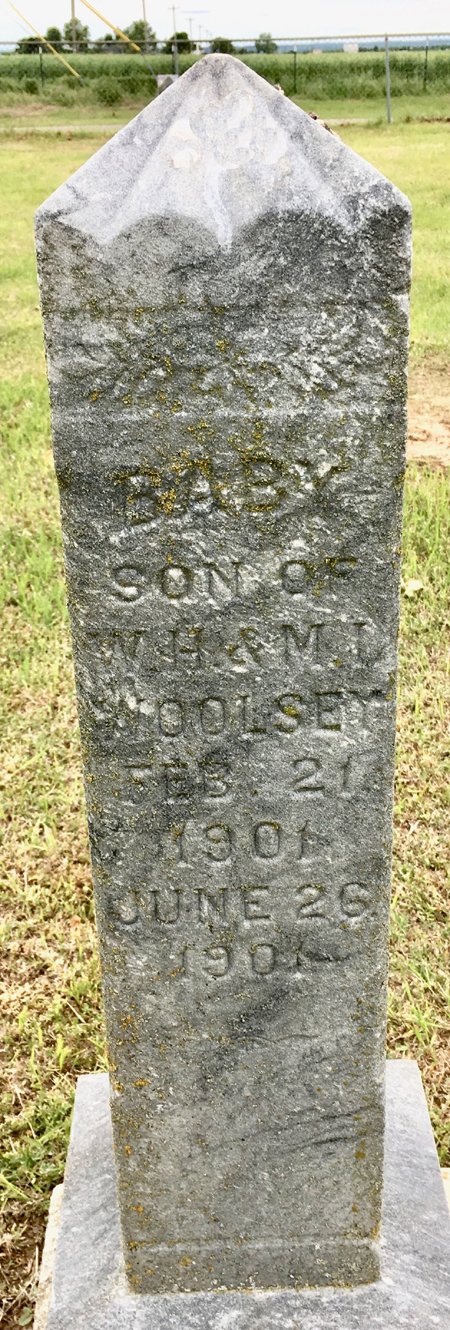 BABY
SON OF
W.H. & M.I.
WOOLSEY
FEB. 21
1901
JUNE 26
1901